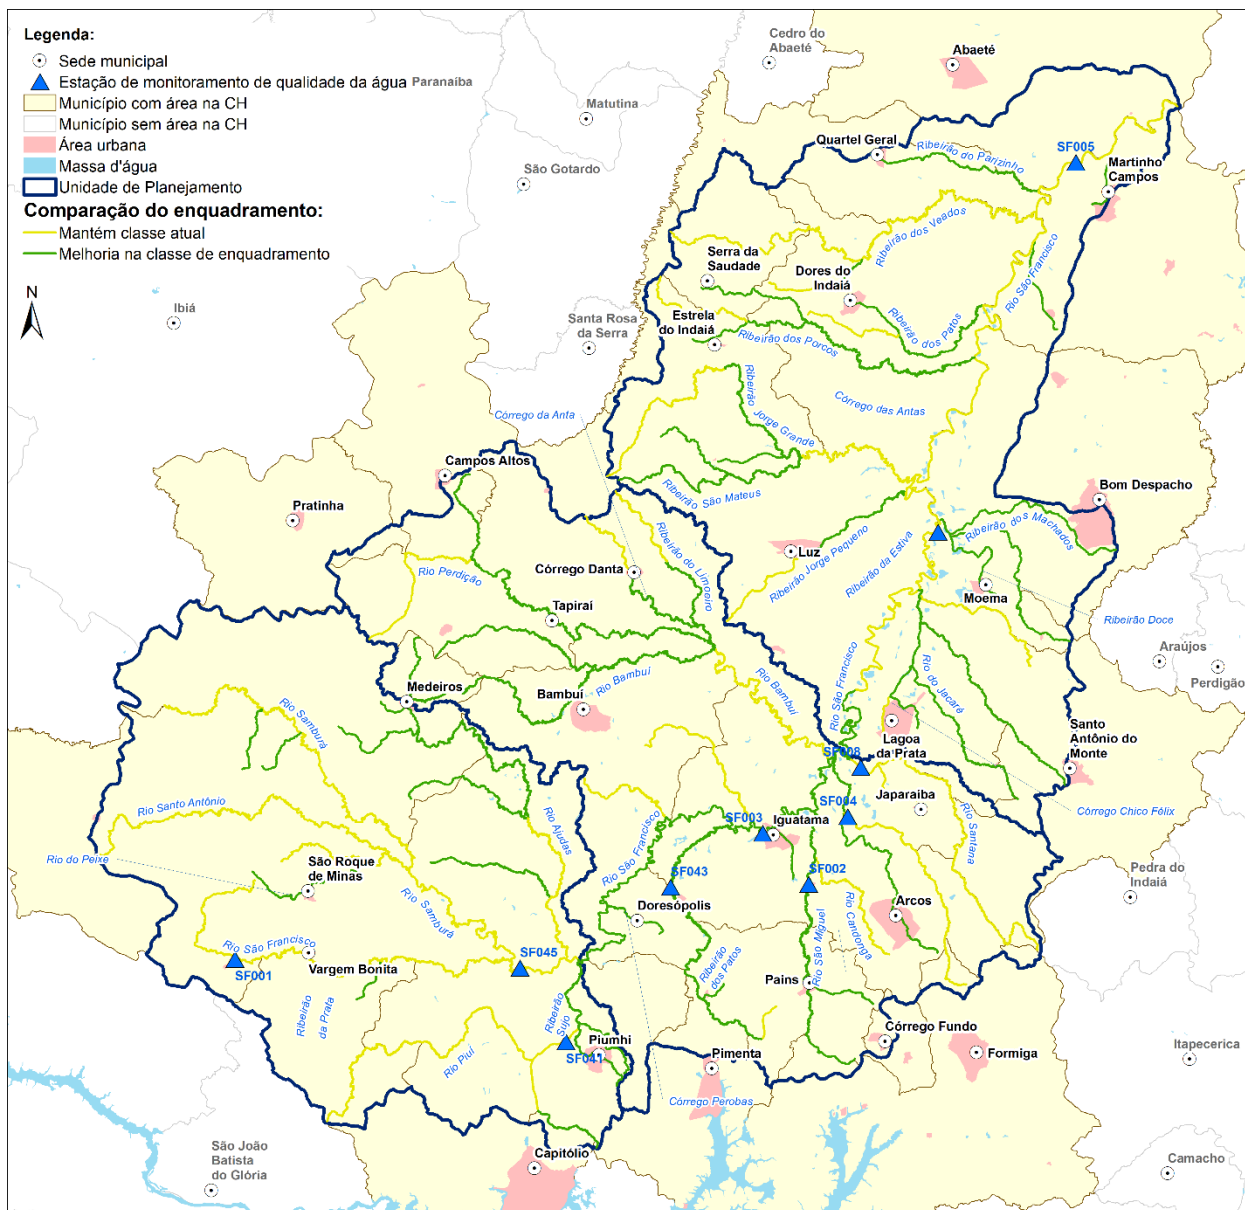 Legenda:
Sede municipal
Estação de monitoramento de qualidade da água
Município com área na CH
Município sem área na CH
Área urbana
Massa d'água
Unidade de Planejamento
Comparação do enquadramento:
Mantém classe atual
Melhoria na classe de enquadramento
N
Paranaíba
Cedro do
Abaeté
Abaeté
Matutina
São Gotardo
Quartel Geral
Ribeirão do Parizinho
SF005
Martinho
Campos
Ribeirão dos Veados
Serra da
Saudade
Dores do
Indaiá
Rio São Francisco
Ibiá
Santa Rosa
da Serra
Estrela
do Indaiá
Ribeirão dos Porcos
Ribeirão dos Patos
Ribeirão
Jorge Grande
Córrego das Antas
Córrego da Anta
Campos Altos
Pratinha
Ribeirão São Mateus
Bom Despacho
Ribeirão dos Machados
Luz
Ribeirão Jorge Pequeno
Ribeirão da Estiva
Ribeirão do Limoeiro
Rio Perdição
Córrego Danta
Moema
Tapiraí
Ribeirão Doce
Araújos
Perdigão
Medeiros
Bambuí
Rio Bambuí
Rio Bambuí
Rio São Francisco
Rio do Jacaré
Lagoa
da Prata
Santo
Antônio do
Monte
Rio Samburá
SF008
Rio Santo Antônio
SF004
Japaraiba
Córrego Chico Félix
Rio Ajudas
Rio São Francisco
SF003
Iguatama
Rio Santana
Rio do Peixe
São Roque
de Minas
SF043
SF002
Pedra do
Indaiá
Doresópolis
Arcos
Rio Samburá
Rio São Francisco
SF001
Vargem Bonita
SF045
Rio São Miguel
Rio Candonga
Ribeirão
da Prata
Ribeirão
dos Patos
Pains
Ribeirão
Sujo
SF041
Piumhi
Rio Piuí
Pimenta
Córrego Fundo
Formiga
Itapecerica
Córrego Perobas
São João
Batista
do Glória
Capitólio
Camacho